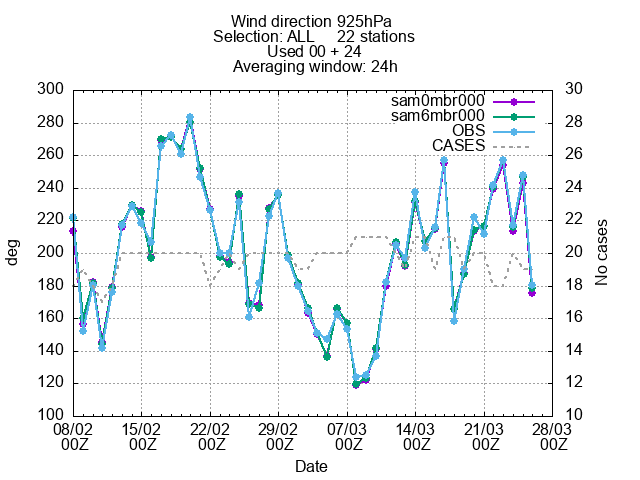 Wind direction 925hPa
Selection: ALL 22 stations
Used 00 + 24
Averaging window: 24h
sam0mbr000
sam6mbr000
OBS
CASES
deg
300
280
260
240
220
200
180
160
140
120
100
No cases
30
28
26
24
22
20
18
16
14
12
10
08/02 15/02 22/02 29/02 07/03 14/03 21/03 28/03
00Z 00Z 00Z 00Z 00Z 00Z 00Z 00Z
Date